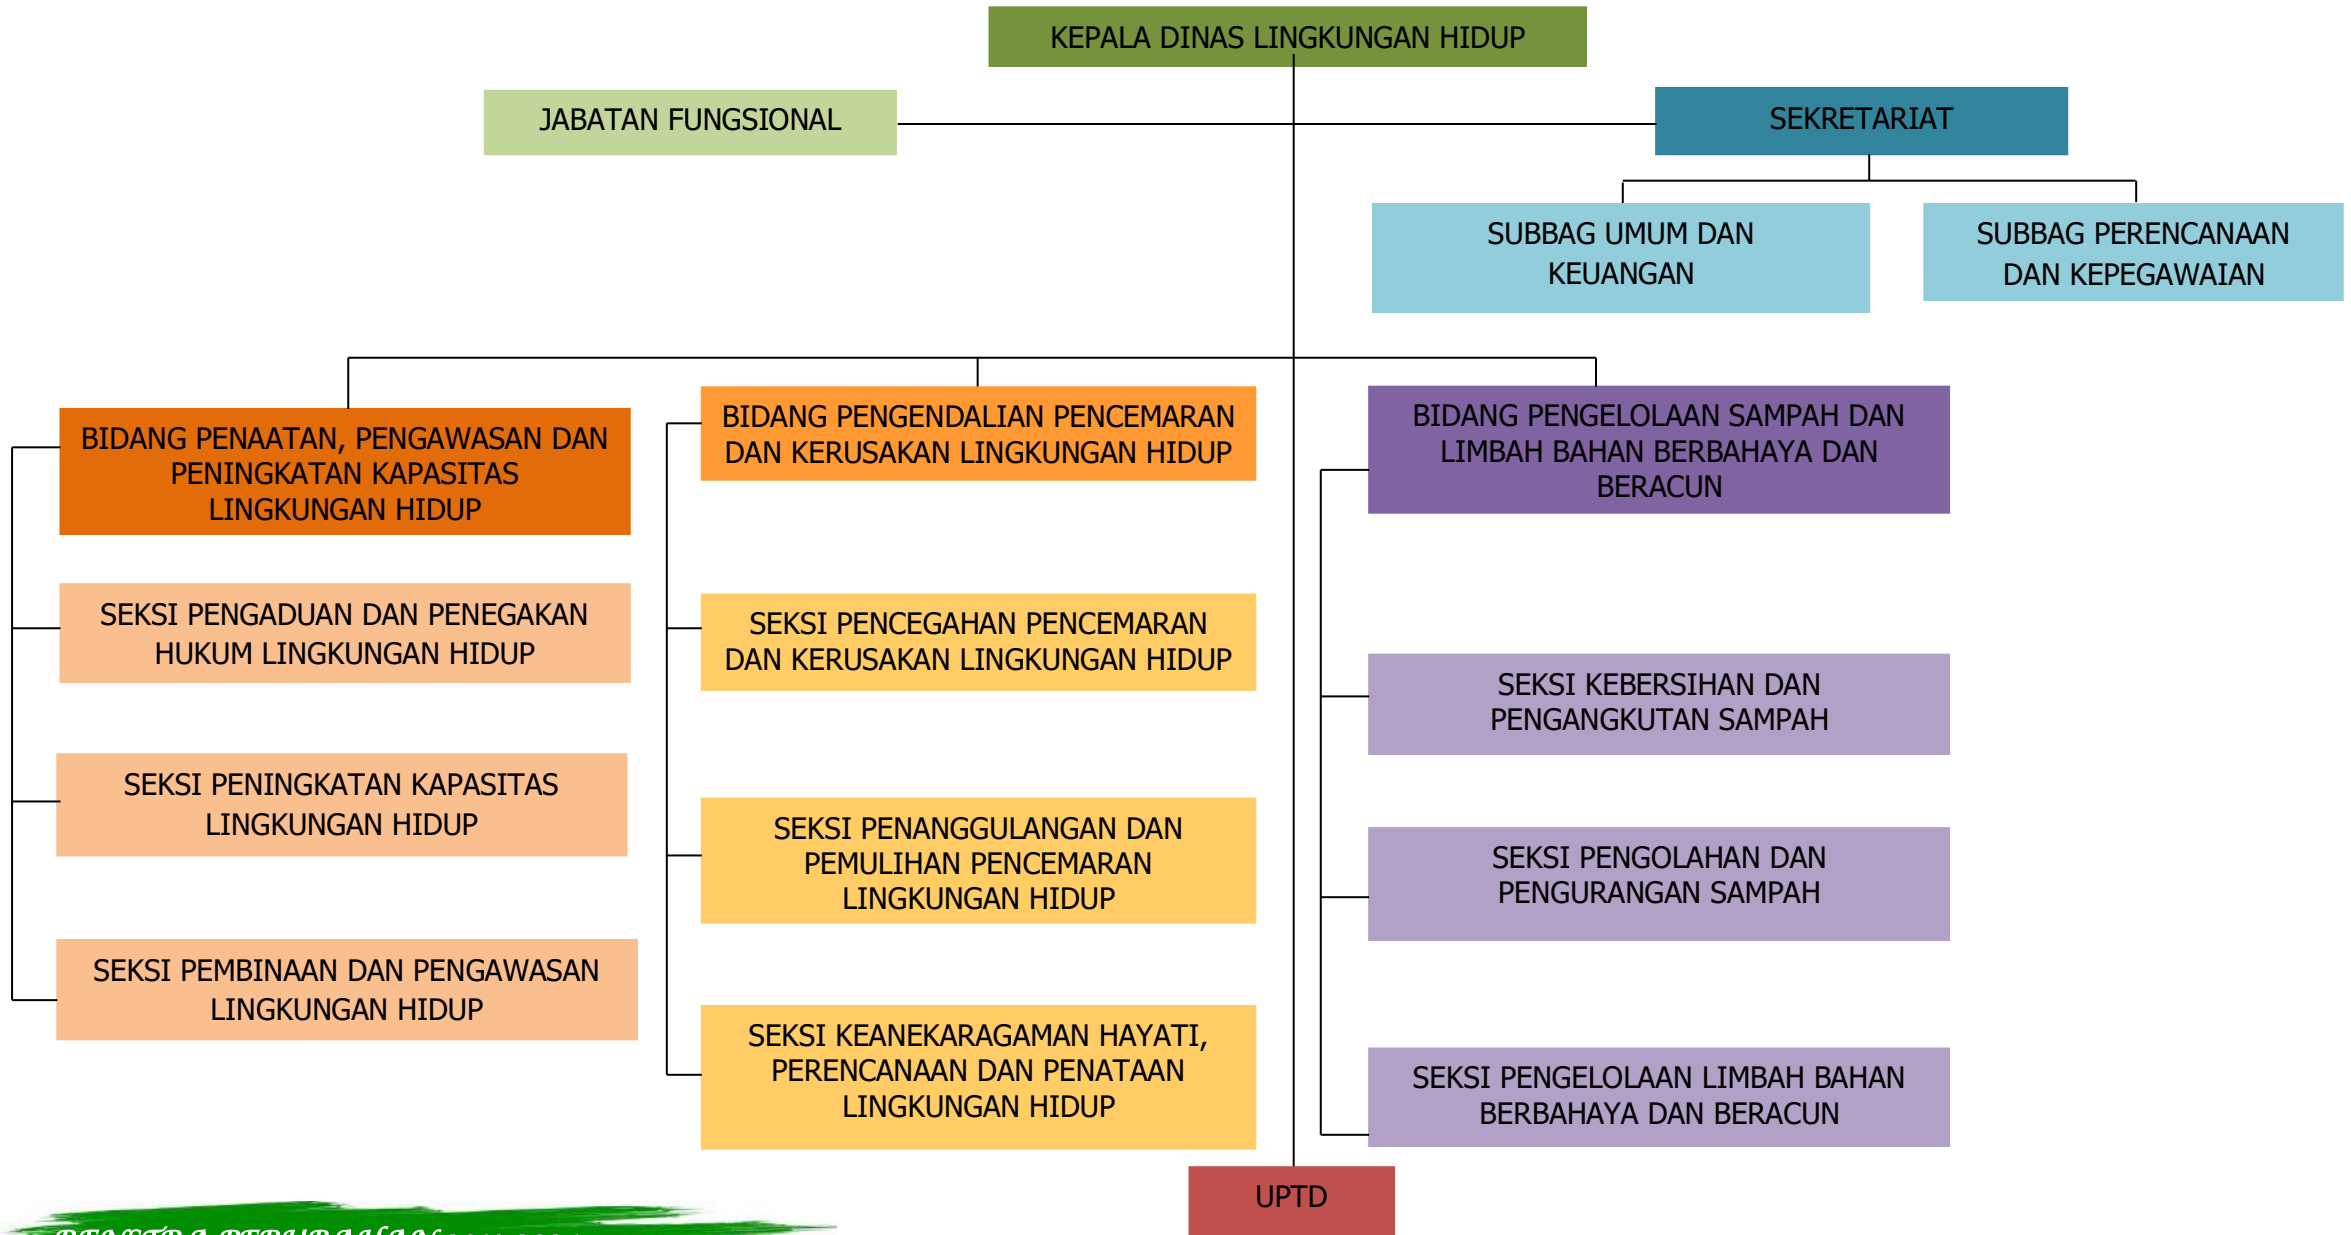 KEPALA DINAS LINGKUNGAN HIDUP
JABATAN FUNGSIONAL
SEKRETARIAT
SUBBAG UMUM DAN
KEUANGAN
SUBBAG PERENCANAAN
DAN KEPEGAWAIAN
BIDANG PENAATAN, PENGAWASAN DAN
PENINGKATAN KAPASITAS
LINGKUNGAN HIDUP
SEKSI PENGADUAN DAN PENEGAKAN
HUKUM LINGKUNGAN HIDUP
SEKSI PENINGKATAN KAPASITAS
LINGKUNGAN HIDUP
SEKSI PEMBINAAN DAN PENGAWASAN
LINGKUNGAN HIDUP
BIDANG PENGENDALIAN PENCEMARAN
DAN KERUSAKAN LINGKUNGAN HIDUP
SEKSI PENCEGAHAN PENCEMARAN
DAN KERUSAKAN LINGKUNGAN HIDUP
SEKSI PENANGGULANGAN DAN
PEMULIHAN PENCEMARAN
LINGKUNGAN HIDUP
SEKSI KEANEKARAGAMAN HAYATI,
PERENCANAAN DAN PENATAAN
LINGKUNGAN HIDUP
BIDANG PENGELOLAAN SAMPAH DAN
LIMBAH BAHAN BERBAHAYA DAN
BERACUN
SEKSI KEBERSIHAN DAN
PENGANGKUTAN SAMPAH
SEKSI PENGOLAHAN DAN
PENGURANGAN SAMPAH
SEKSI PENGELOLAAN LIMBAH BAHAN
BERBAHAYA DAN BERACUN
UPTD
RENSTRA PERUBAHAN